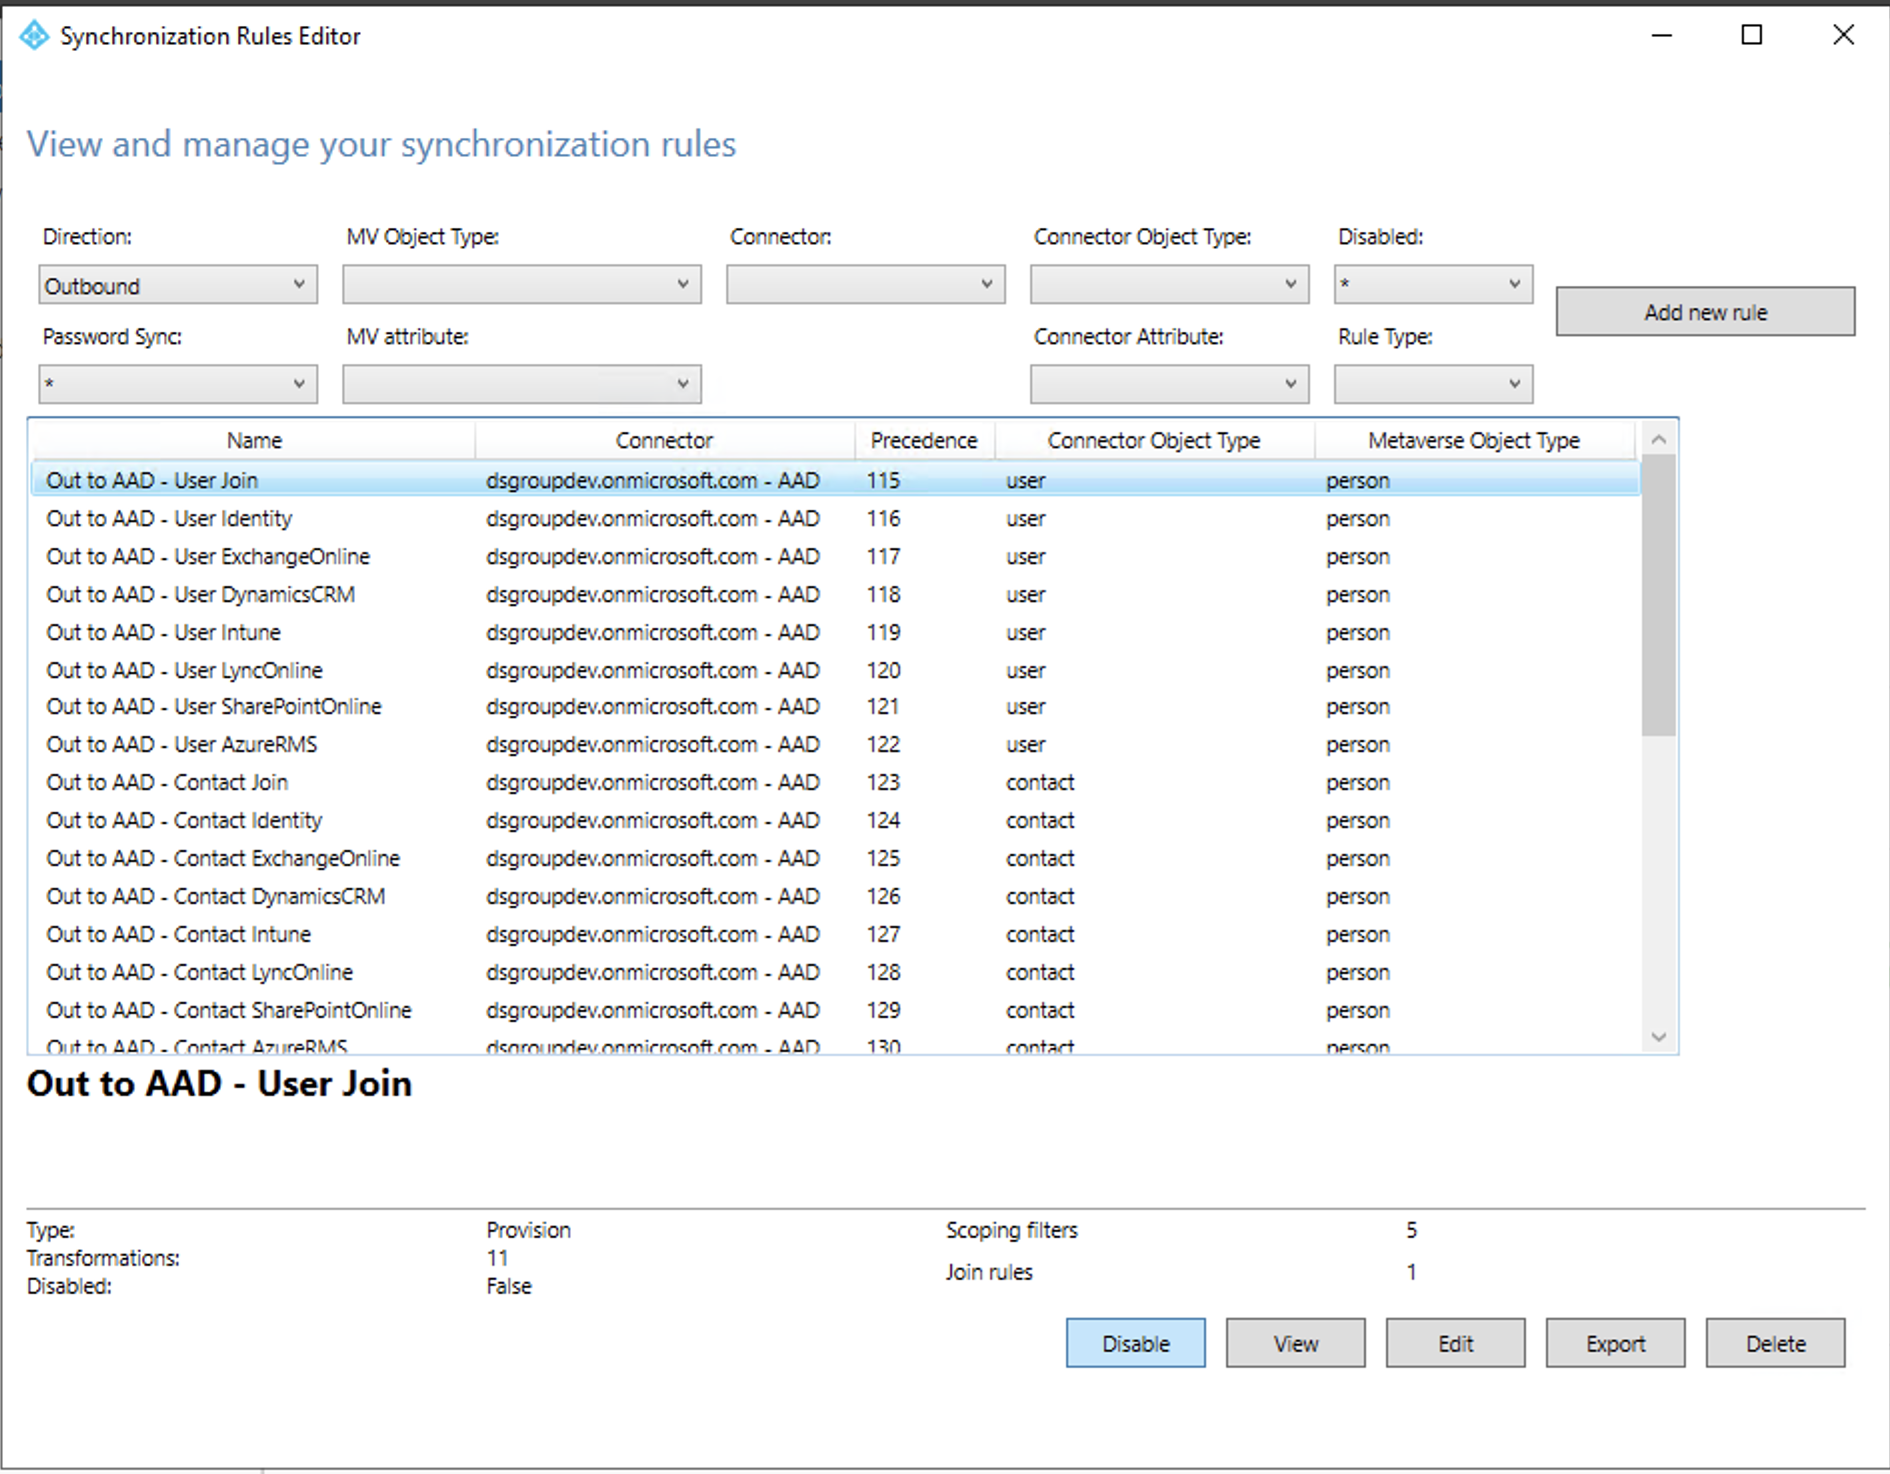 Synchronization Rules Editor
View and manage your synchronization rules
Direction: MV Object Type: Connector: Connector Object Type: Disabled:
Outbound *
Add new rule
Password Sync: MV attribute: Connector Attribute: Rule Type:
*
Name Connector Precedence Connector Object Type Metaverse Object Type
Out to AAD - User Join dsgroupdev.onmicrosoft.com - AAD 115 user person
Out to AAD - User Identity dsgroupdev.onmicrosoft.com - AAD 116 user person
Out to AAD - User ExchangeOnline dsgroupdev.onmicrosoft.com - AAD 117 user person
Out to AAD - User DynamicsCRM dsgroupdev.onmicrosoft.com - AAD 118 user person
Out to AAD - User Intune dsgroupdev.onmicrosoft.com - AAD 119 user person
Out to AAD - User LyncOnline dsgroupdev.onmicrosoft.com - AAD 120 user person
Out to AAD - User SharePointOnline dsgroupdev.onmicrosoft.com - AAD 121 user person
Out to AAD - User AzureRMS dsgroupdev.onmicrosoft.com - AAD 122 user person
Out to AAD - Contact Join dsgroupdev.onmicrosoft.com - AAD 123 contact person
Out to AAD - Contact Identity dsgroupdev.onmicrosoft.com - AAD 124 contact person
Out to AAD - Contact ExchangeOnline dsgroupdev.onmicrosoft.com - AAD 125 contact person
Out to AAD - Contact DynamicsCRM dsgroupdev.onmicrosoft.com - AAD 126 contact person
Out to AAD - Contact Intune dsgroupdev.onmicrosoft.com - AAD 127 contact person
Out to AAD - Contact LyncOnline dsgroupdev.onmicrosoft.com - AAD 128 contact person
Out to AAD - Contact SharePointOnline dsgroupdev.onmicrosoft.com - AAD 129 contact person
Out to AAD - Contact AzureRMS dsgroupdev.onmicrosoft.com - AAD 130 contact person
Out to AAD - User Join
Type: Provision Scoping filters 5
Transformations: 11
Join rules 1
Disabled: False
Disable View Edit Export Delete